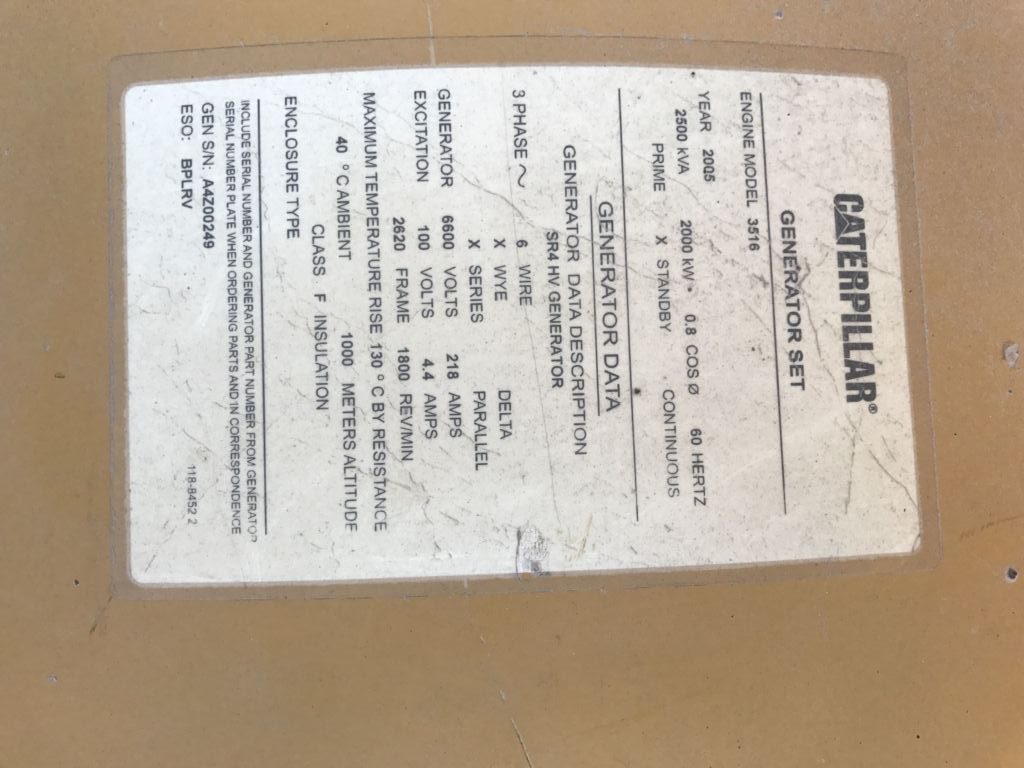 CATERPILLAR®
GENERATOR SET
ENGINE MODEL 3516
YEAR 2005
2500 kVA 2000 kW 0.8 COS Ø 60 HERTZ
PRIME X STANDBY CONTINUOUS
GENERATOR DATA
GENERATOR DATA DESCRIPTION
SR4 HV GENERATOR
3 PHASE ~ 6 WIRE
X WYE DELTA
X SERIES PARALLEL
GENERATOR 6600 VOLTS 218 AMPS
EXCITATION 100 VOLTS 4.4 AMPS
2620 FRAME 1800 REV/MIN
MAXIMUM TEMPERATURE RISE 130 °C BY RESISTANCE
40 °C AMBIENT 1000 METERS ALTITUDE
CLASS F INSULATION
ENCLOSURE TYPE
INCLUDE SERIAL NUMBER AND GENERATOR PART NUMBER FROM GENERATOR
SERIAL NUMBER PLATE WHEN ORDERING PARTS AND IN CORRESPONDENCE
GEN S/N: A4Z00249
ESO: BPLRV
118-8452 2